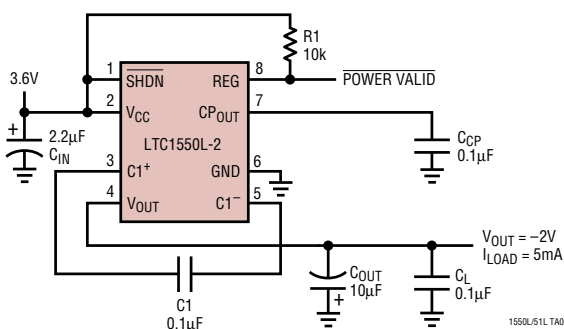 R1
10k
1
SHDN
REG
8
POWER VALID
3.6V
2
VCC
CPOUT
7
LTC1550L-2
+
2.2µF
CIN
CCP
0.1µF
3
C1+
GND
6
4
VOUT
C1–
5
VOUT = –2V
ILOAD = 5mA
COUT
10µF
+
CL
0.1µF
C1
0.1µF
1550L/51L TA0